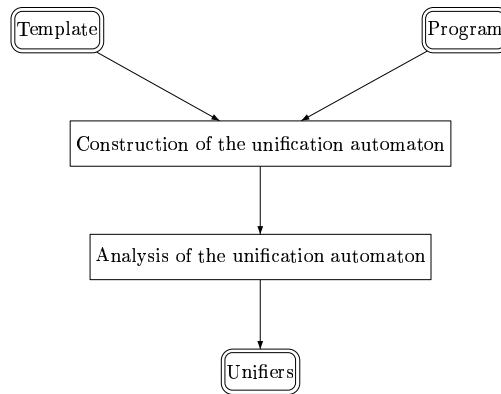 Template
Program
Construction of the unification automaton
Analysis of the unification automaton
Unifiers